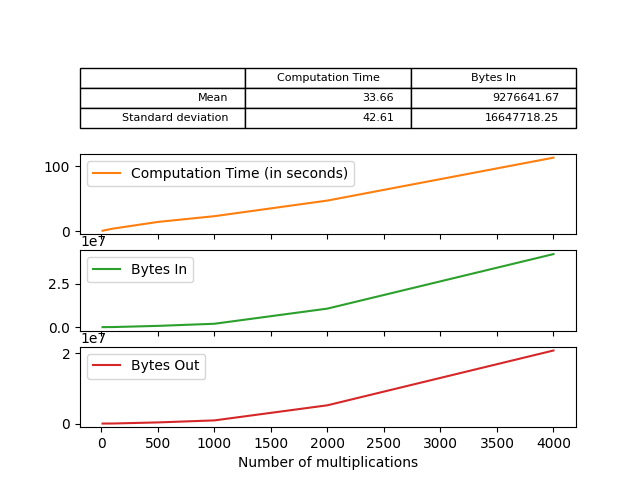 Computation Time Bytes In
Mean 33.66 9276641.67
Standard deviation 42.61 16647718.25
100
0
Computation Time (in seconds)
1e7
2.5
0.0
Bytes In
1e7
2
0
Bytes Out
0 500 1000 1500 2000 2500 3000 3500 4000
Number of multiplications